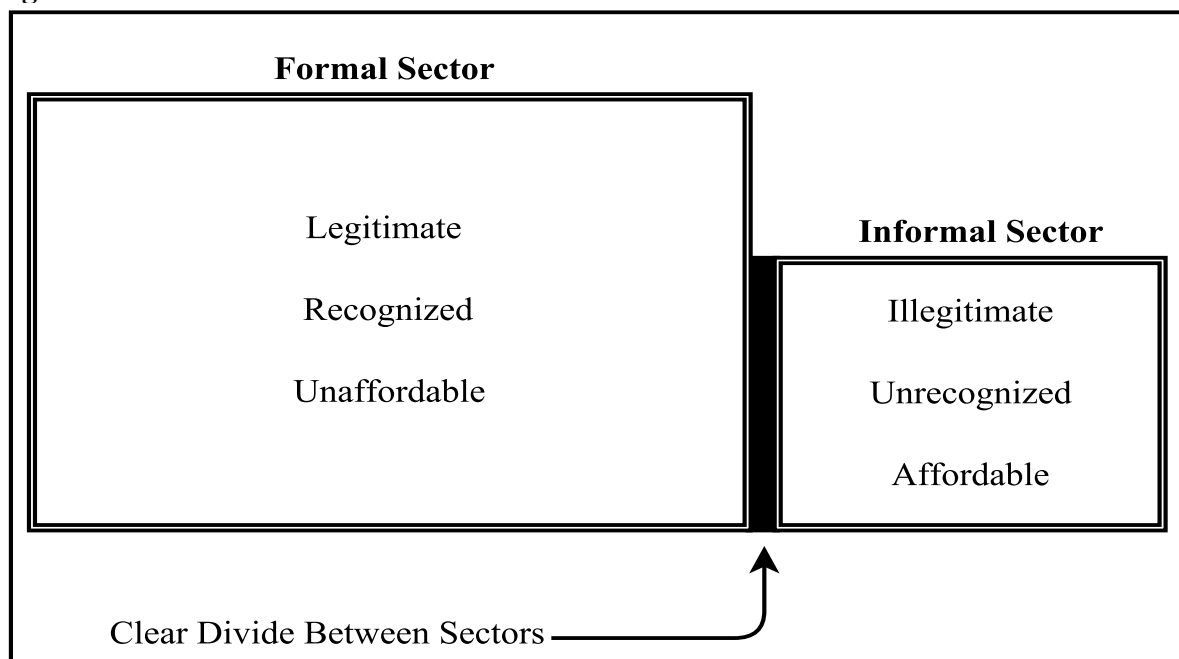 Formal Sector
Legitimate
Recognized
Unaffordable
Informal Sector
Illegitimate
Unrecognized
Affordable
Clear Divide Between Sectors